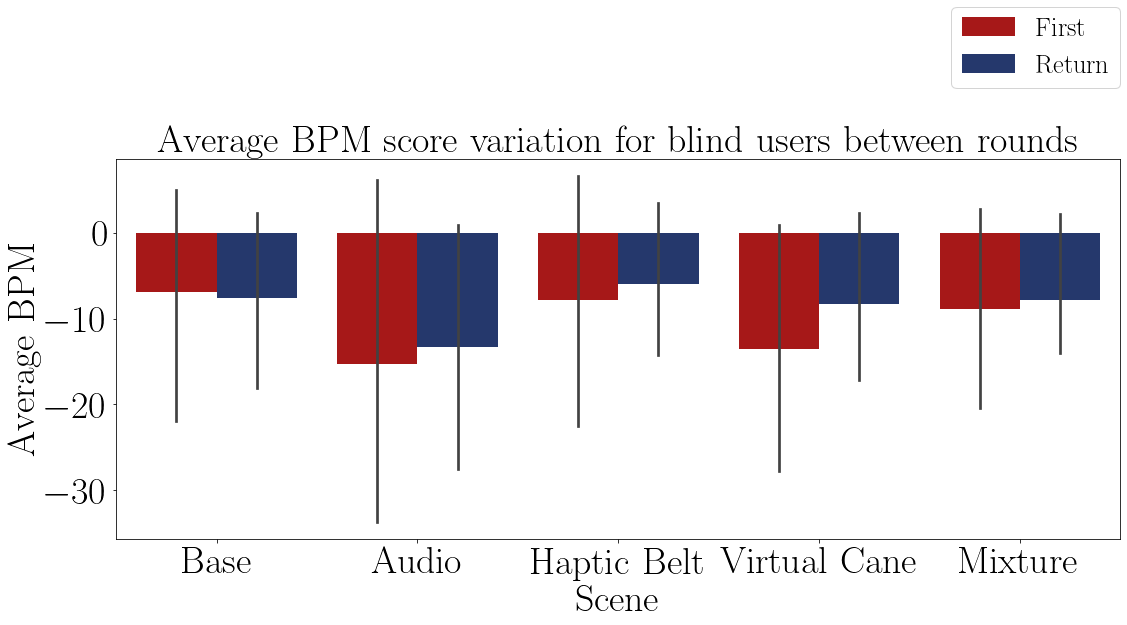 First
Return
Average BPM score variation for blind users between rounds
Average BPM
0
−10
−20
−30
Base
Audio
Haptic Belt
Virtual Cane
Mixture
Scene